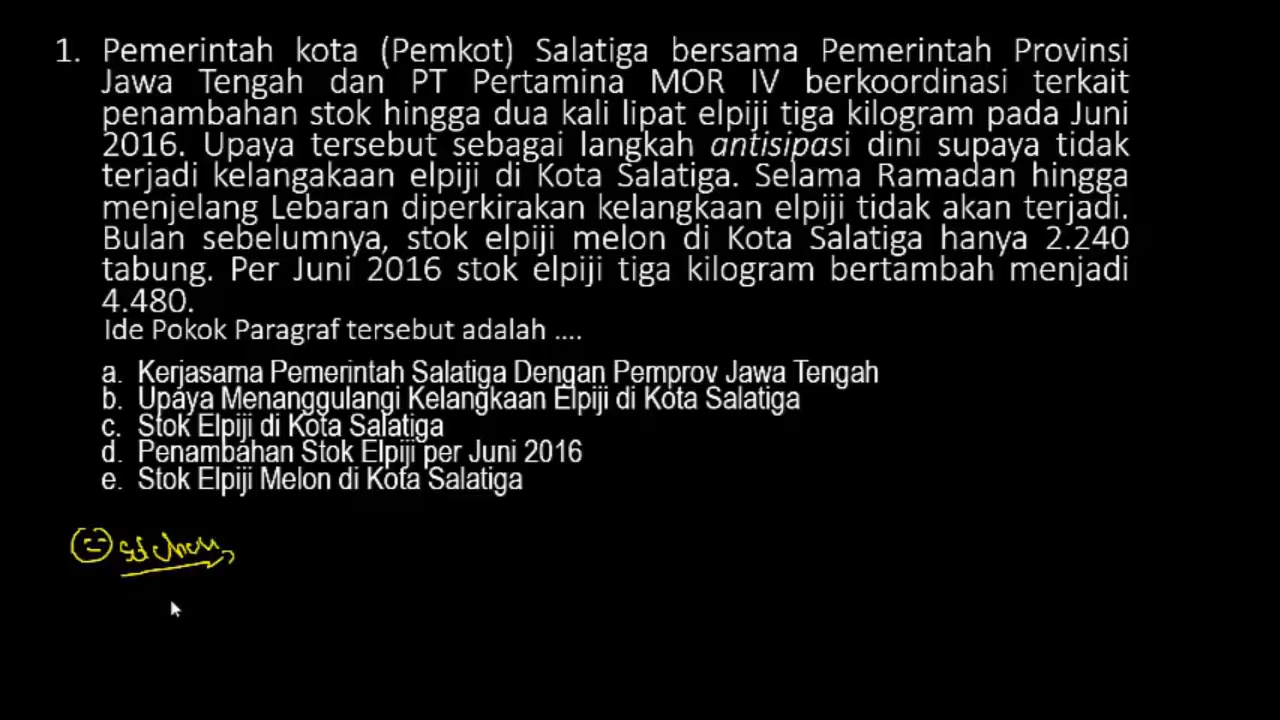 1. Pemerintah kota (Pemkot) Salatiga bersama Pemerintah Provinsi
Jawa Tengah dan PT Pertamina MOR IV berkoordinasi terkait
penambahan stok hingga dua kali lipat elpiji tiga kilogram pada Juni
2016. Upaya tersebut sebagai langkah antisipasi dini supaya tidak
terjadi kelangakaan elpiji di Kota Salatiga. Selama Ramadan hingga
menjelang Lebaran diperkirakan kelangkaan elpiji tidak akan terjadi.
Bulan sebelumnya, stok elpiji melon di Kota Salatiga hanya 2.240
tabung. Per Juni 2016 stok elpiji tiga kilogram bertambah menjadi
4.480.
Ide Pokok Paragraf tersebut adalah ....
a. Kerjasama Pemerintah Salatiga Dengan Pemprov Jawa Tengah
b. Upaya Menanggulangi Kelangkaan Elpiji di Kota Salatiga
c. Stok Elpiji di Kota Salatiga
d. Penambahan Stok Elpiji per Juni 2016
e. Stok Elpiji Melon di Kota Salatiga